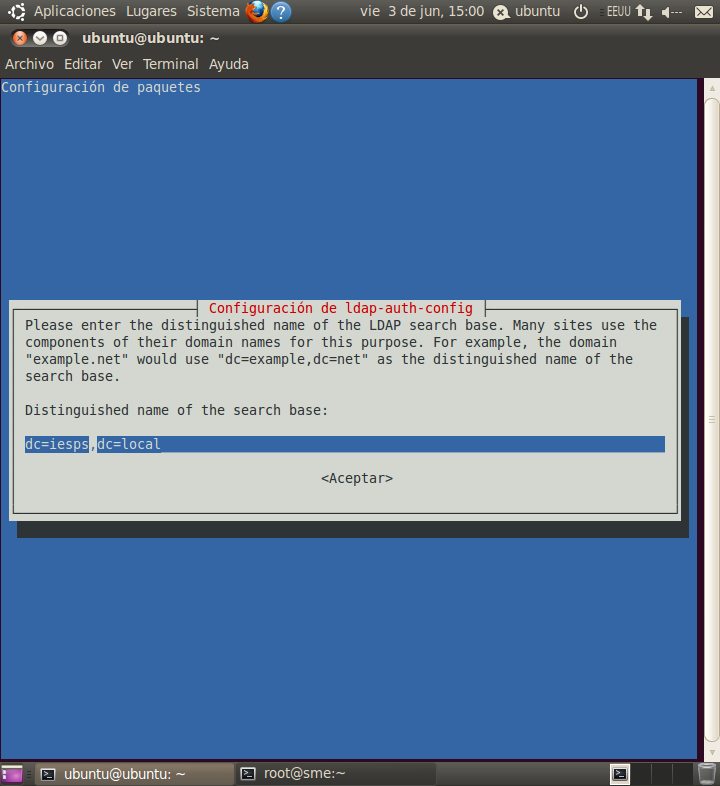 Aplicaciones Lugares Sistema vie 3 de jun, 15:00 ubuntu EEUU
ubuntu@ubuntu: ~
Archivo Editar Ver Terminal Ayuda
Configuración de paquetes
Configuración de ldap-auth-config
Please enter the distinguished name of the LDAP search base. Many sites use the
components of their domain names for this purpose. For example, the domain
"example.net" would use "dc=example,dc=net" as the distinguished name of the
search base.
Distinguished name of the search base:
dc=iesps,dc=local
<Aceptar>
ubuntu@ubuntu: ~ root@sme:~